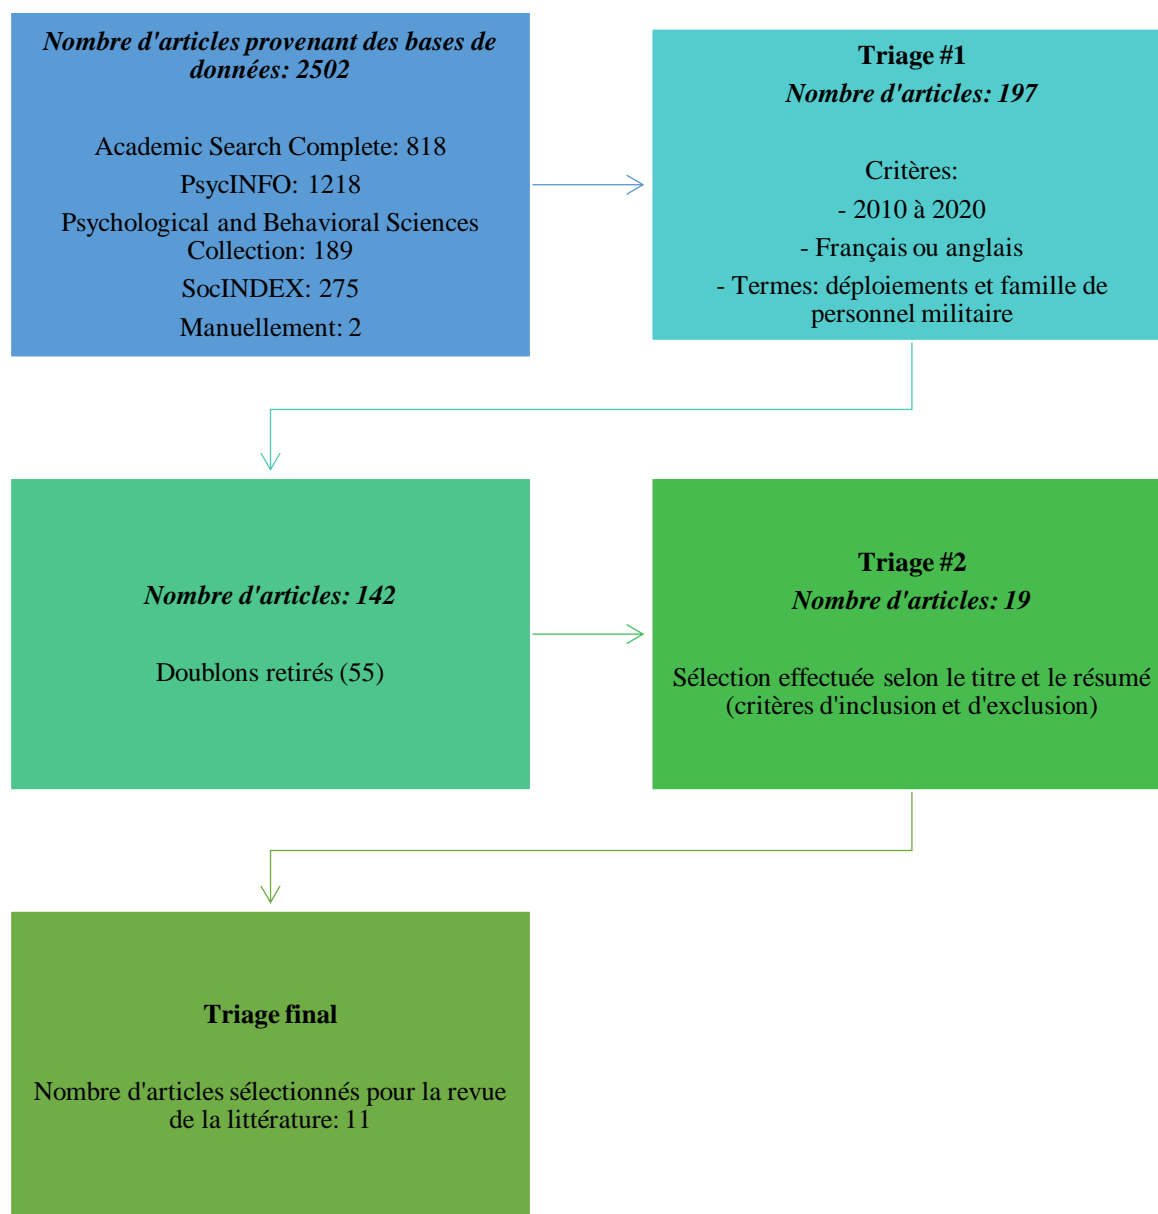 Nombre d'articles provenant des bases de
données: 2502
Academic Search Complete: 818
PsycINFO: 1218
Psychological and Behavioral Sciences
Collection: 189
SocINDEX: 275
Manuellement: 2
Triage #1
Nombre d'articles: 197
Critères:
- 2010 à 2020
- Français ou anglais
- Termes: déploiements et famille de
personnel militaire
Nombre d'articles: 142
Doublons retirés (55)
Triage #2
Nombre d'articles: 19
Sélection effectuée selon le titre et le résumé
(critères d'inclusion et d'exclusion)
Triage final
Nombre d'articles sélectionnés pour la revue
de la littérature: 11